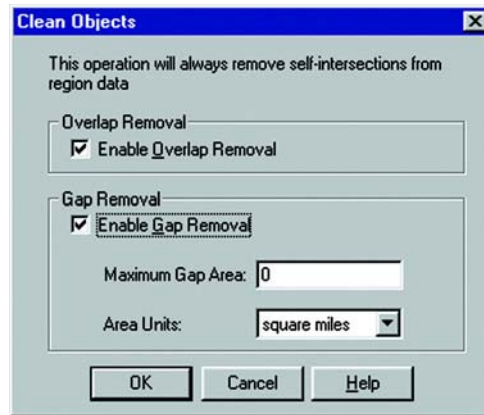 Clean Objects
This operation will always remove self-intersections from
region data
Overlap Removal
Enable Overlap Removal
Gap Removal
Enable Gap Removal
Maximum Gap Area: 0
Area Units: square miles
OK Cancel Help